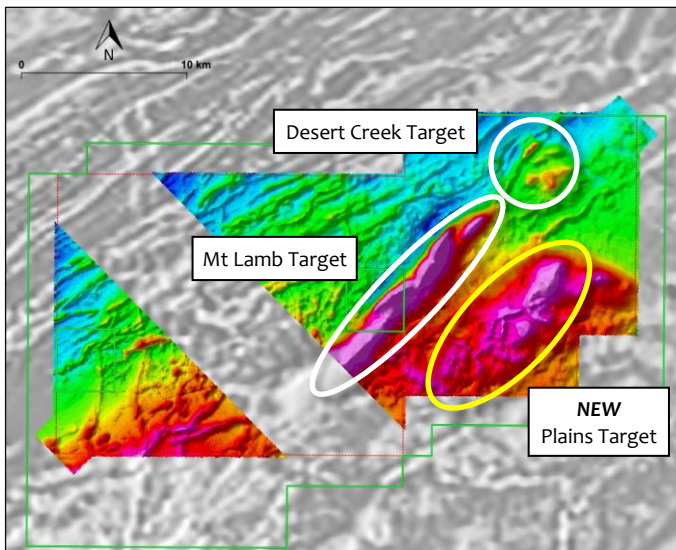 N
0
10 km
Desert Creek Target
Mt Lamb Target
NEW
Plains Target